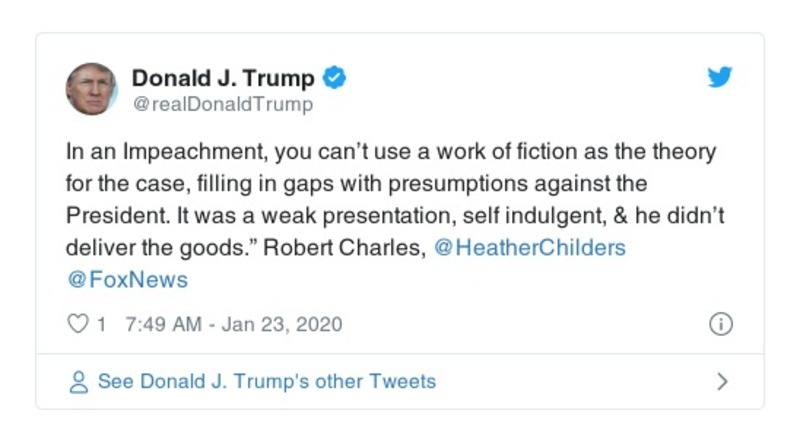 Donald J. Trump
@realDonaldTrump
In an Impeachment, you can’t use a work of fiction as the theory
for the case, filling in gaps with presumptions against the
President. It was a weak presentation, self indulgent, & he didn’t
deliver the goods.” Robert Charles, @HeatherChilders
@FoxNews
1 7:49 AM - Jan 23, 2020
See Donald J. Trump's other Tweets